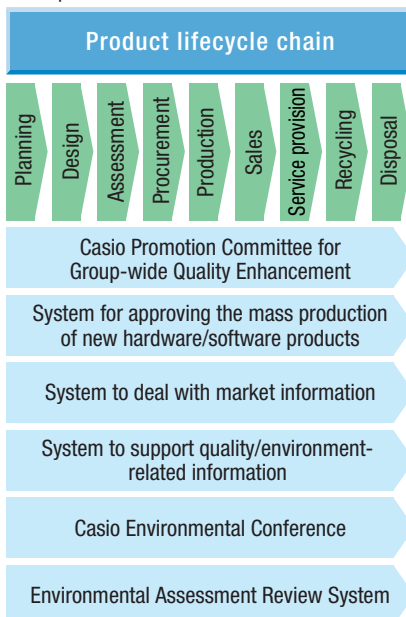 Product lifecycle chain
Planning
Design
Assessment
Procurement
Production
Sales
Service provision
Recycling
Disposal
Casio Promotion Committee for
Group-wide Quality Enhancement
System for approving the mass production
of new hardware/software products
System to deal with market information
System to support quality/environment-
related information
Casio Environmental Conference
Environmental Assessment Review System